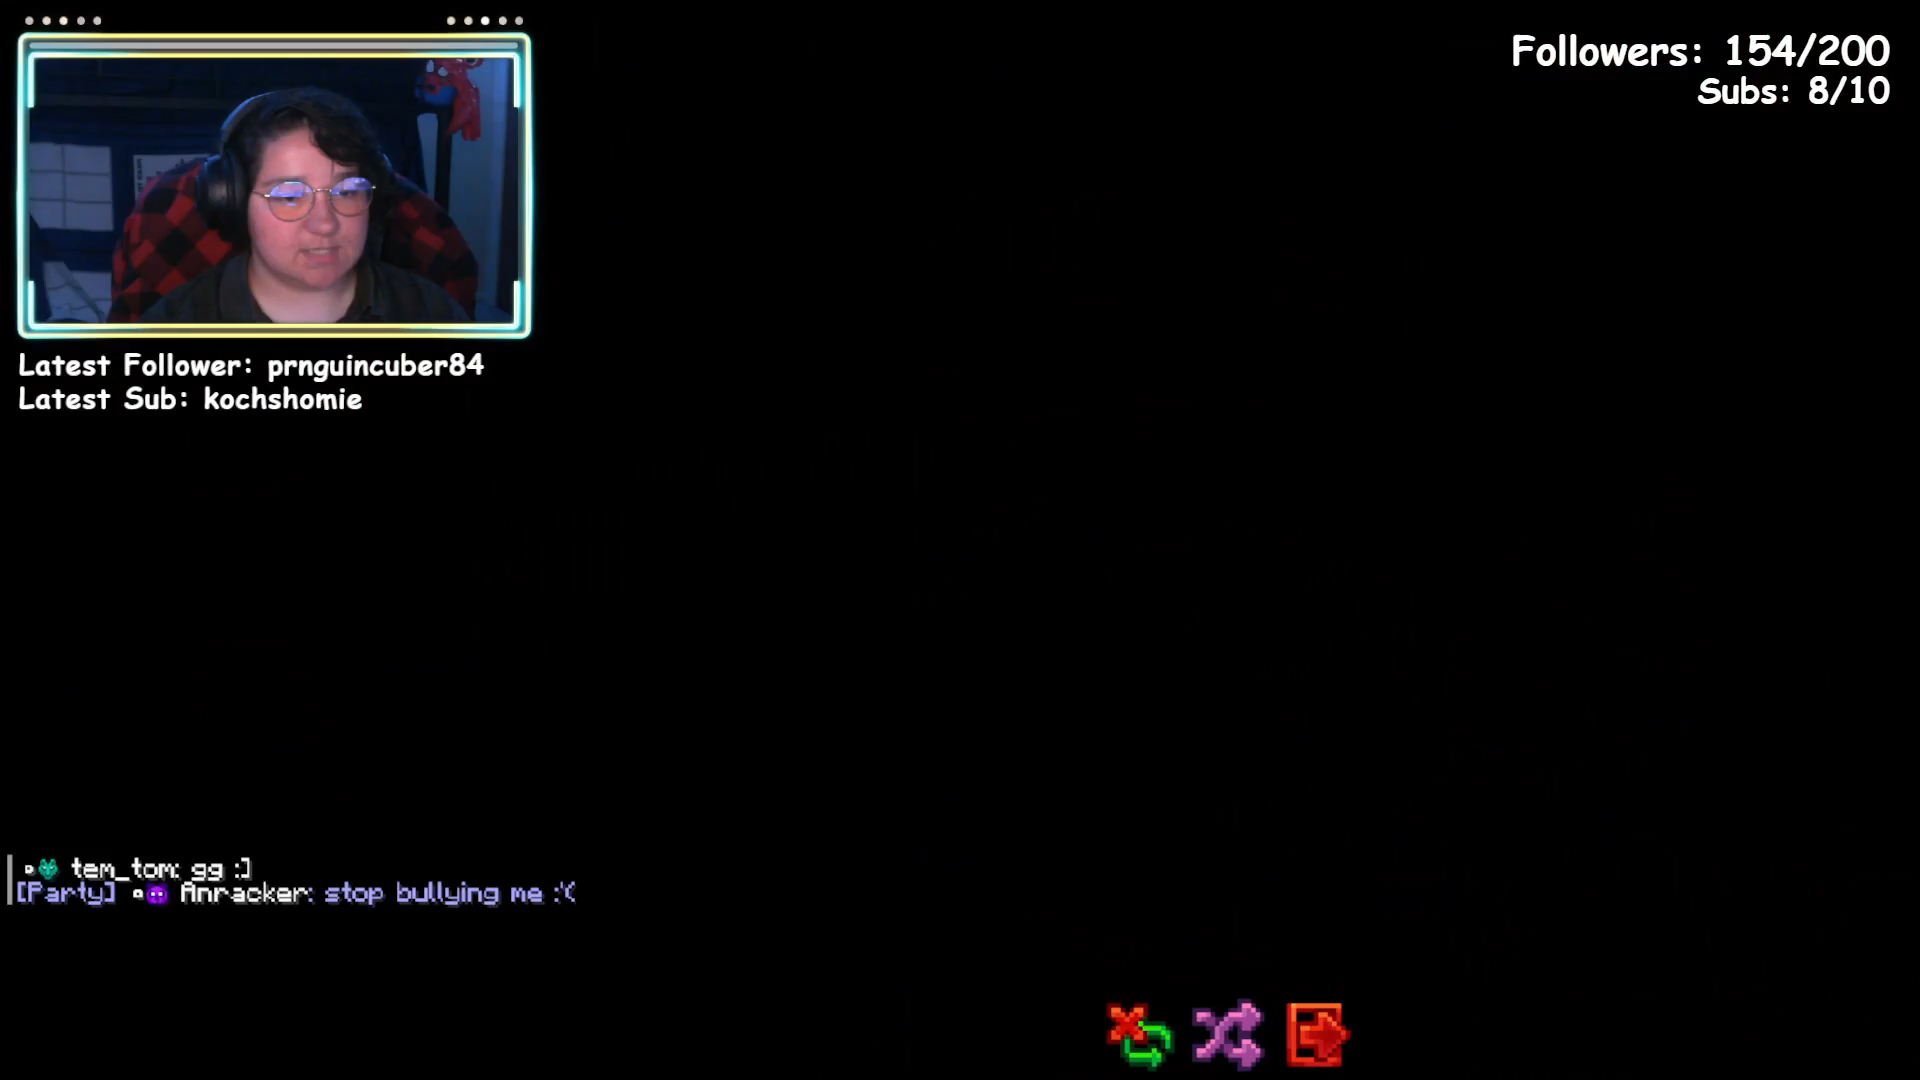 Followers: 154/200
Subs: 8/10
Latest Follower: prnguincuber84
Latest Sub: kochshomie
tem_tom: gg :]
[Party] Anracker: stop bullying me :'(